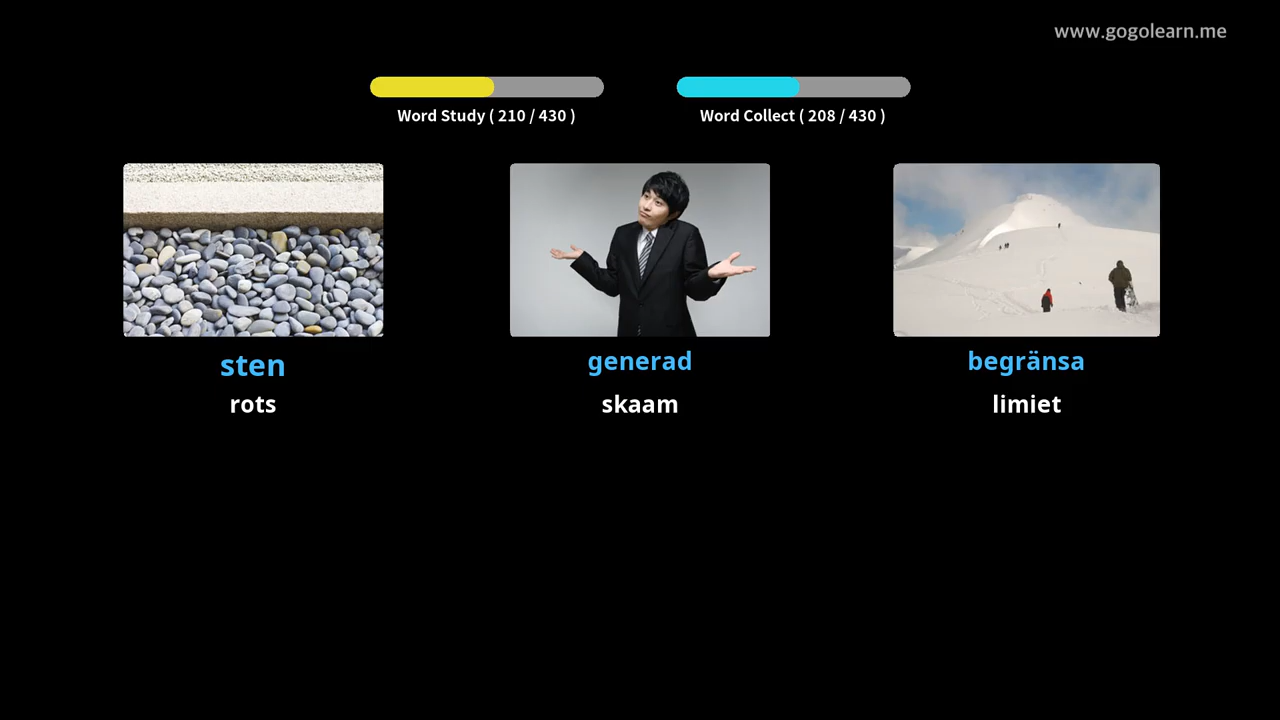 www.gogolearn.me
Word Study ( 210 / 430 )
Word Collect ( 208 / 430 )
sten
generad
begränsa
rots
skaam
limiet